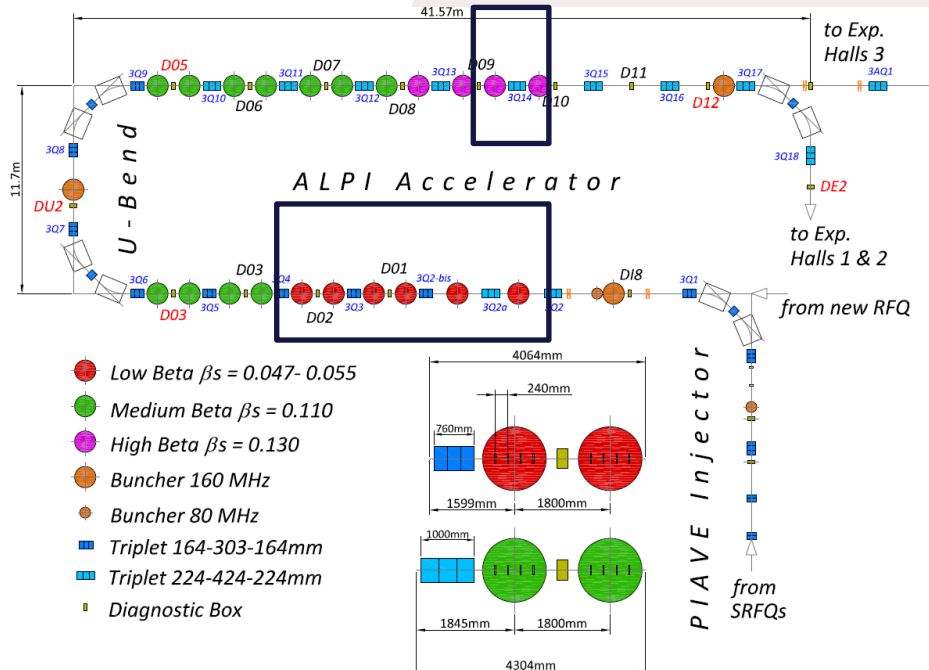 41.57m
to Exp.
Halls 3
3Q9
D05
3Q10
D06
3Q11
D07
3Q12
D08
3Q13
D09
3Q14
D10
3Q15
D11
3Q16
D12
3Q17
3AQ1
3Q8
11.7m
U-Bend
ALPI Accelerator
3Q18
DU2
DE2
3Q7
to Exp.
Halls 1 & 2
3Q6
D03
3Q5
D03
3Q4
D02
3Q3
D01
3Q2-bis
3Q2a
3Q2
DI8
3Q1
from new RFQ
Low Beta βs = 0.047- 0.055
Medium Beta βs = 0.110
High Beta βs = 0.130
Buncher 160 MHz
Buncher 80 MHz
Triplet 164-303-164mm
Triplet 224-424-224mm
Diagnostic Box
4064mm
240mm
760mm
1599mm
1800mm
1000mm
1845mm
1800mm
4304mm
PIAVE Injector
from
SRFQs